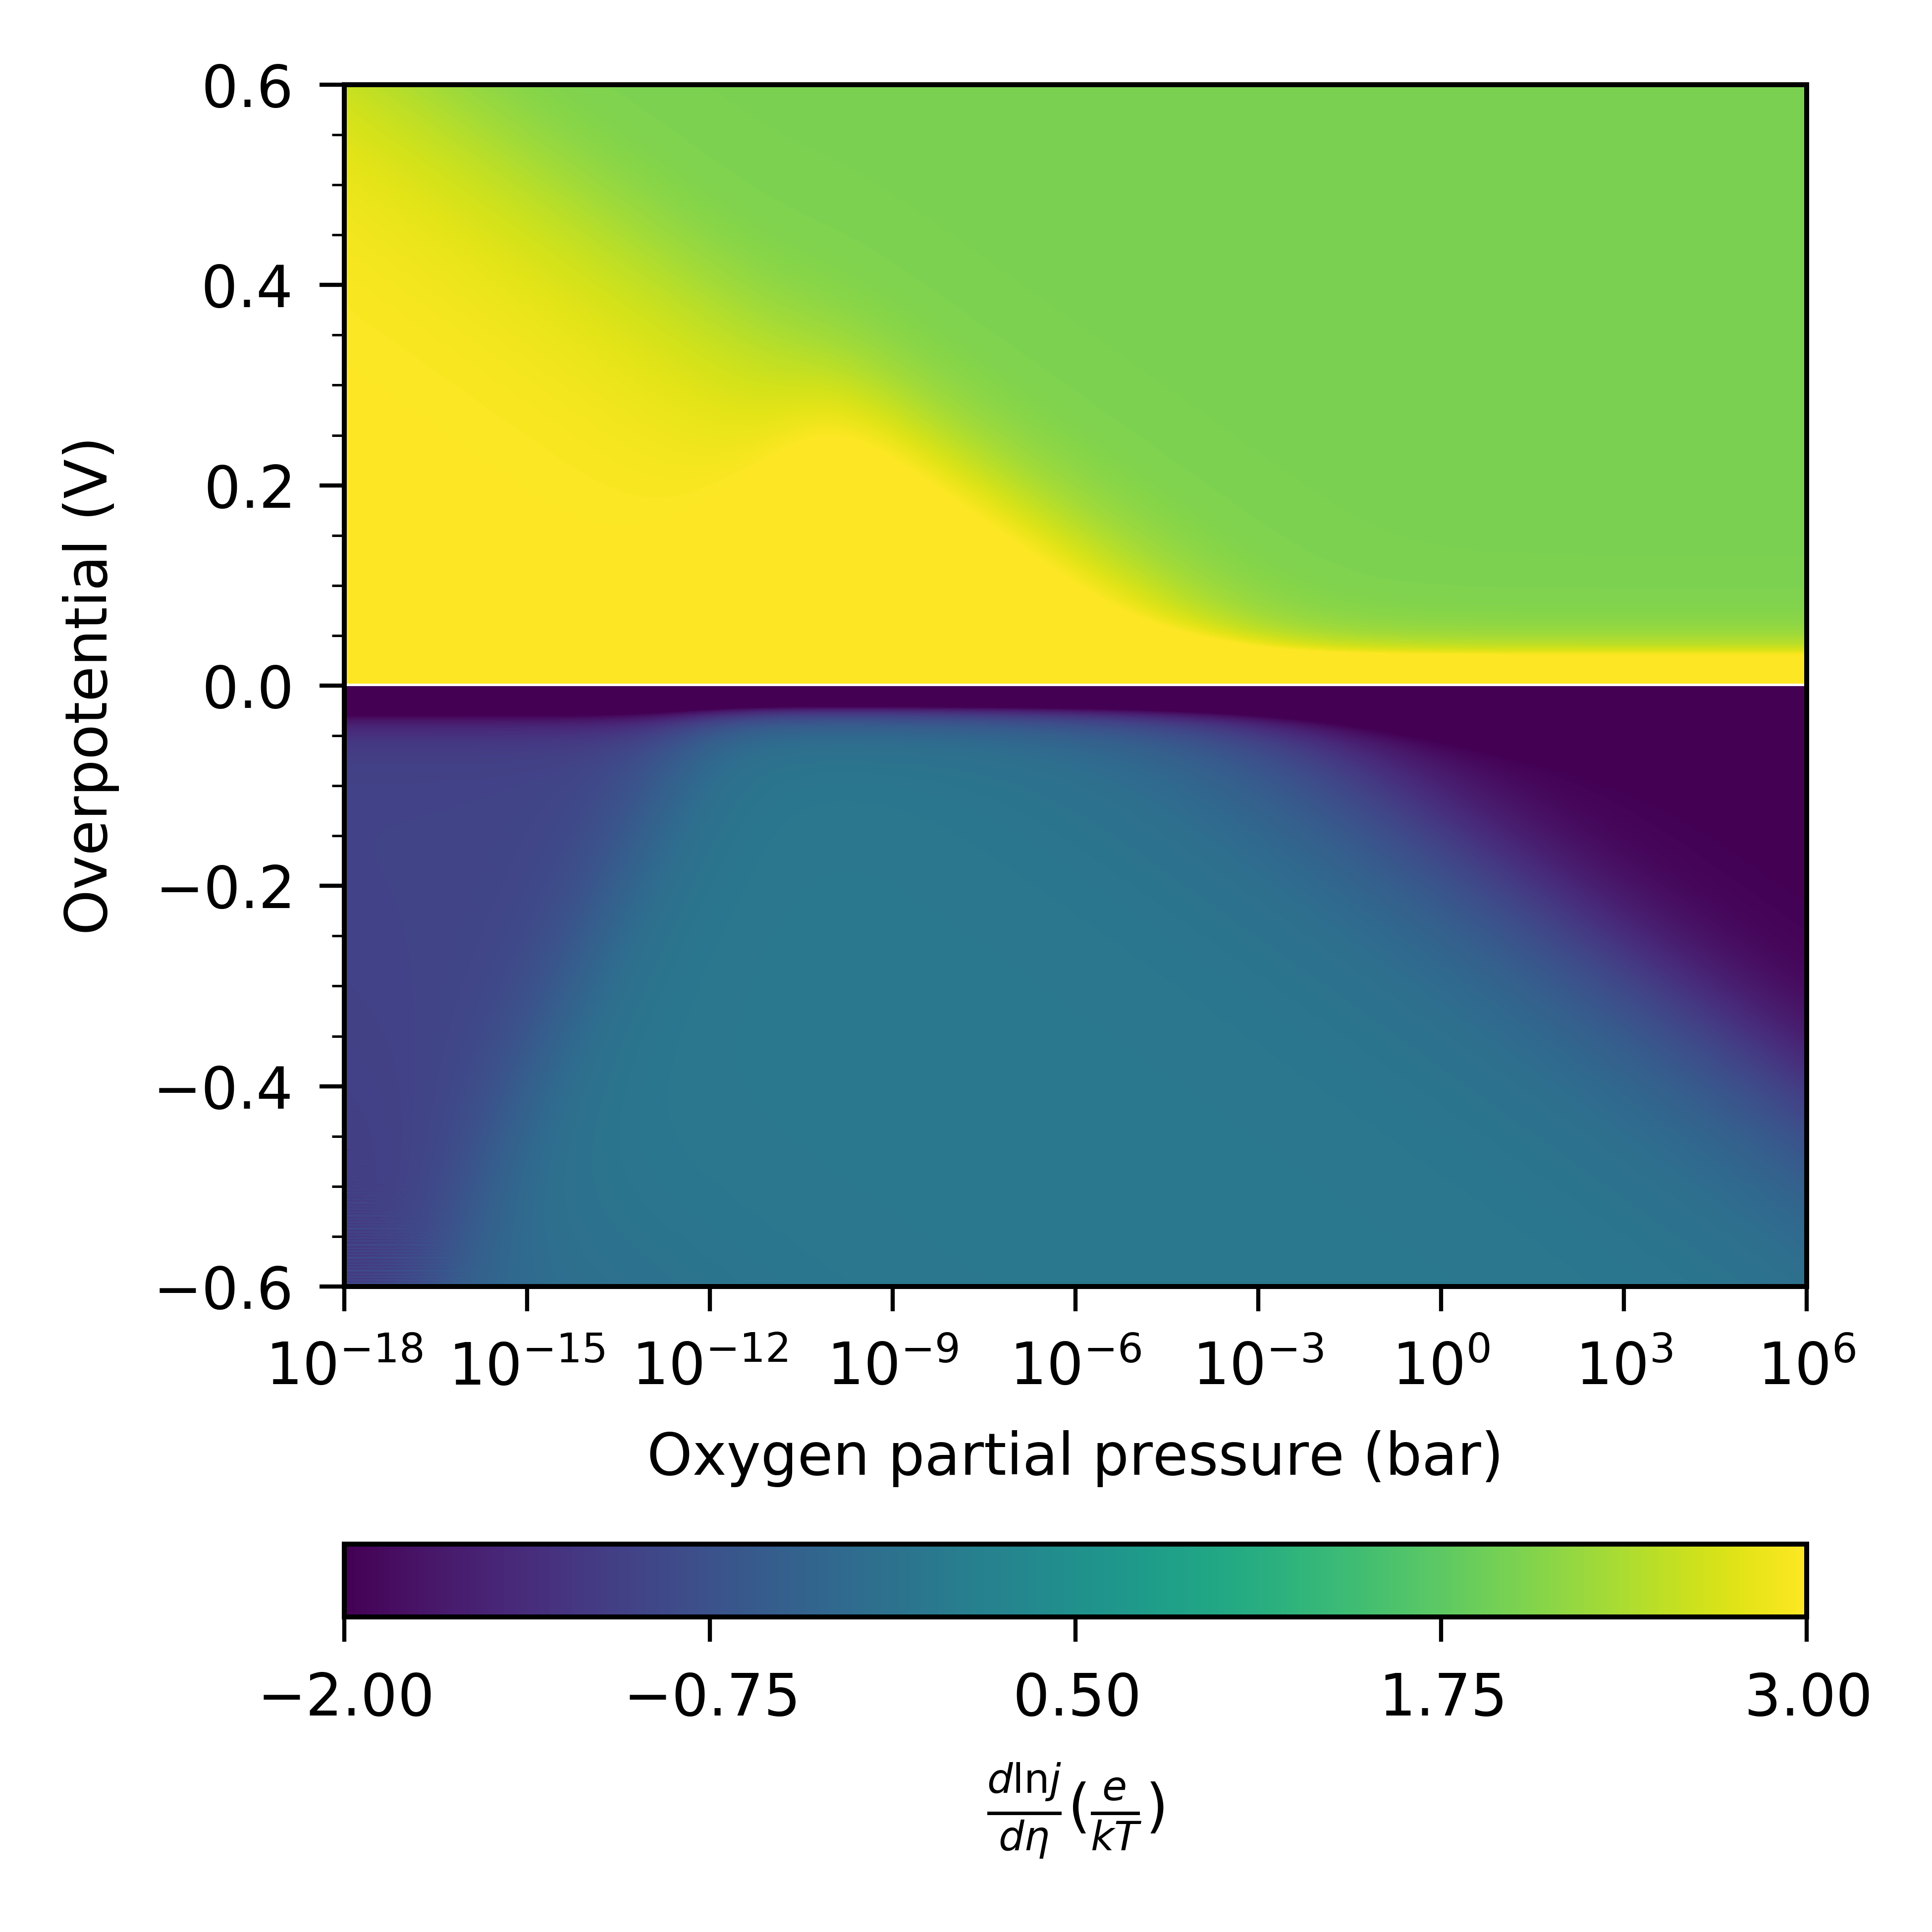 0.6
0.4
0.2
0.0
−0.2
−0.4
−0.6
Overpotential (V)
10⁻¹⁸ 10⁻¹⁵ 10⁻¹² 10⁻⁹ 10⁻⁶ 10⁻³ 10⁰ 10³ 10⁶
Oxygen partial pressure (bar)
−2.00 −0.75 0.50 1.75 3.00
dlnj/dη (e/kT)